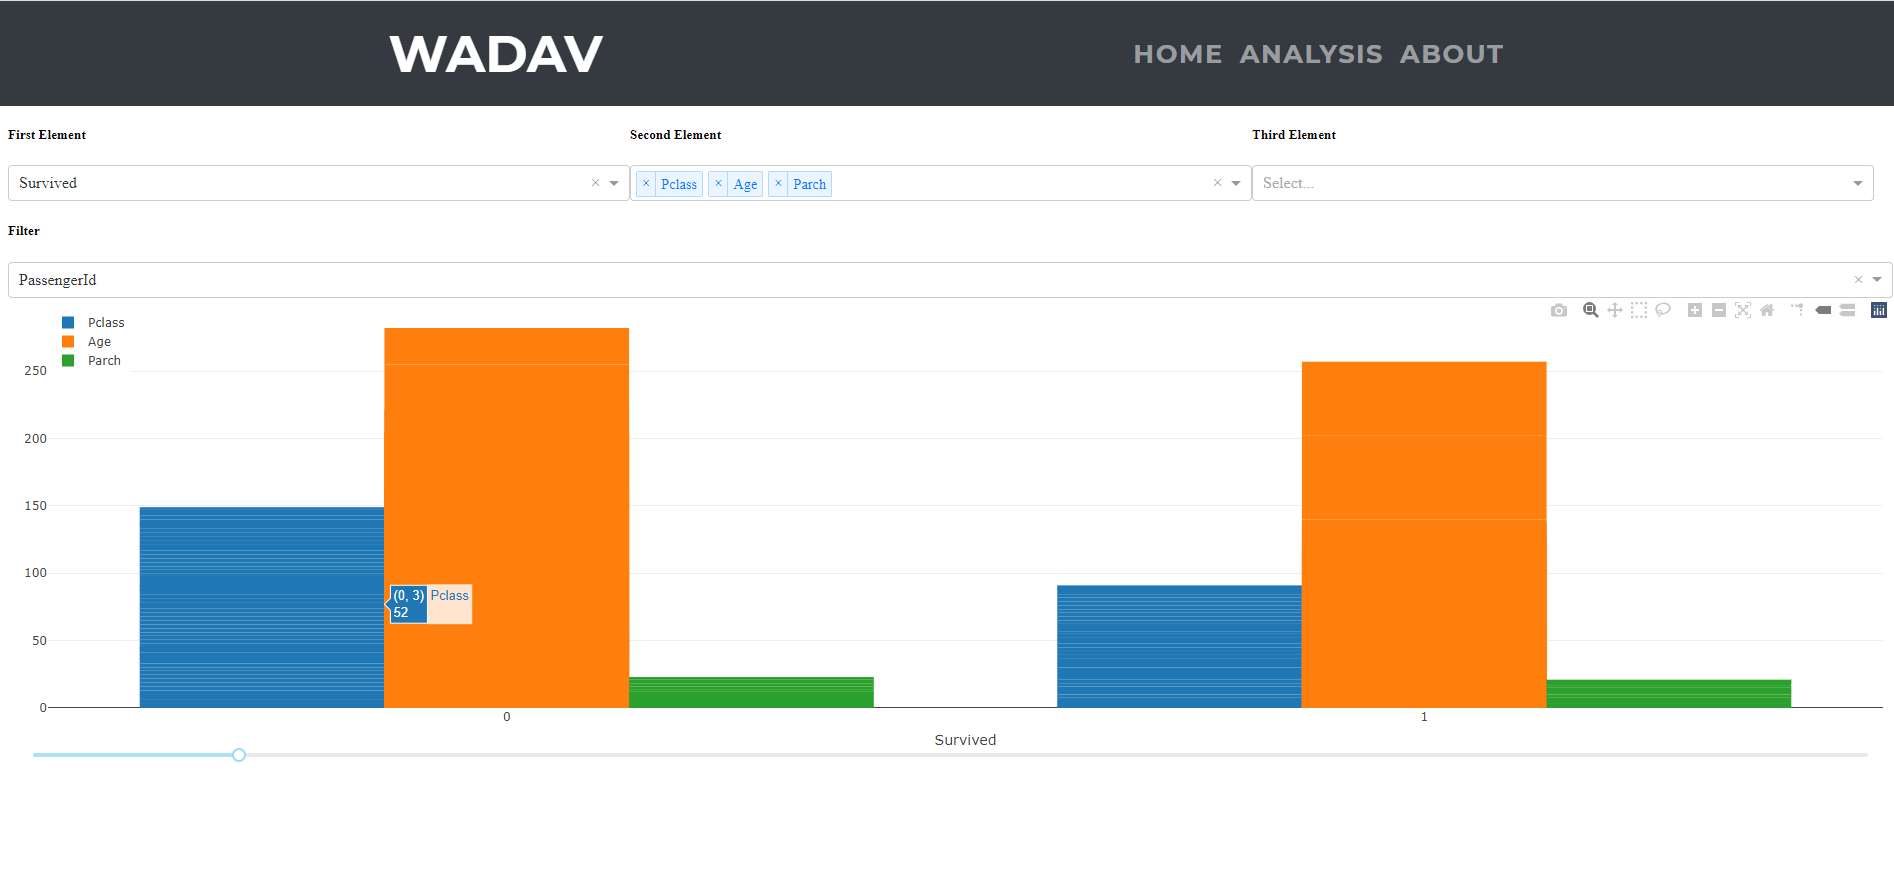 WADAV
HOME ANALYSIS ABOUT
First Element
Second Element
Third Element
Survived
× Pclass × Age × Parch
Select...
Filter
PassengerId
Pclass
Age
Parch
250
200
150
100
50
0
(0, 3) Pclass
52
0
1
Survived